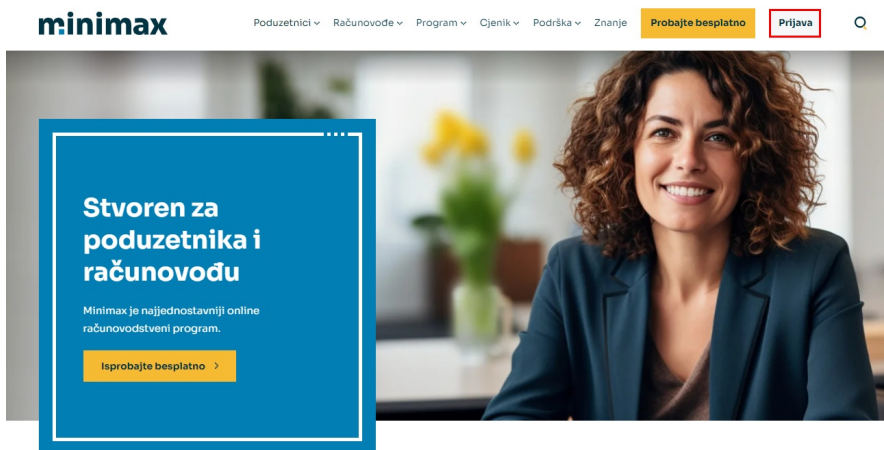 minimax
Poduzetnici Računovođe Program Cjenik Podrška Znanje Probajte besplatno Prijava
Stvoren za
poduzetnika i
računovođu
Minimax je najjednostavniji online
računovodstveni program.
Isprobajte besplatno